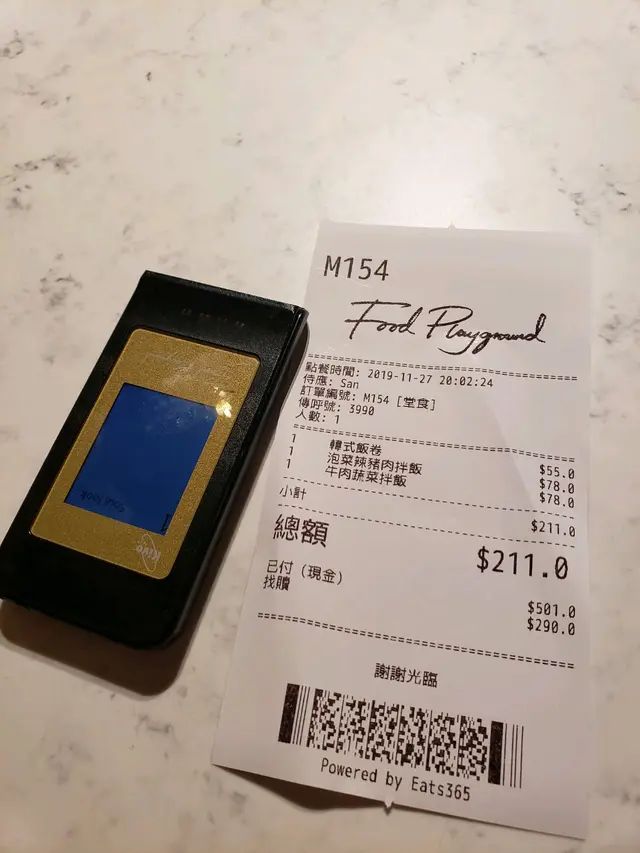 M154
Food Playground
點餐時間: 2019-11-27 20:02:24
侍應: San
訂單編號: M154 [堂食]
傳呼號: 3990
人數: 1
1 韓式飯卷 $55.0
1 泡菜辣豬肉拌飯 $78.0
1 牛肉蔬菜拌飯 $78.0
小計 $211.0
總額 $211.0
已付 (現金) $501.0
找贖 $290.0
謝謝光臨
Powered by Eats365